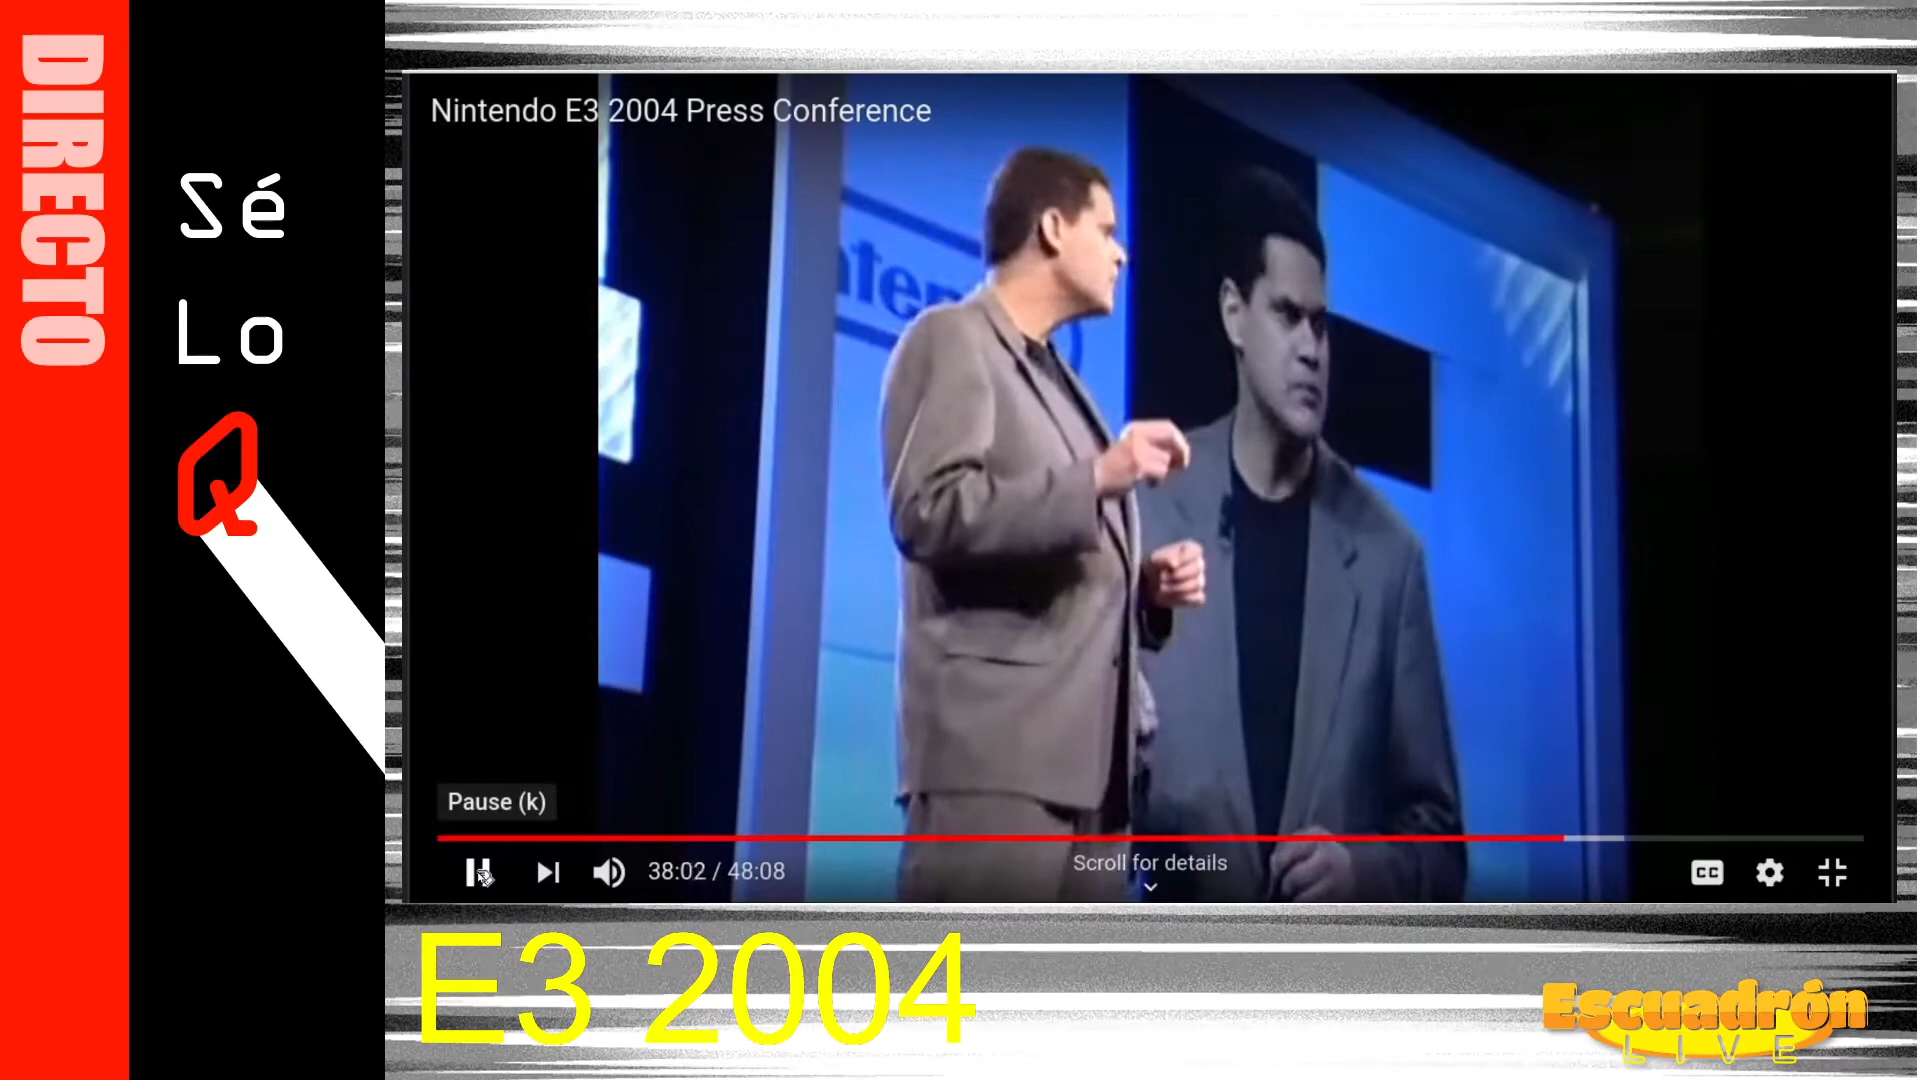 DIRECTO
Sé
Lo
Q
Nintendo E3 2004 Press Conference
Pause (k)
38:02 / 48:08
Scroll for details
CC
E3 2004
Escuadrón
LIVE